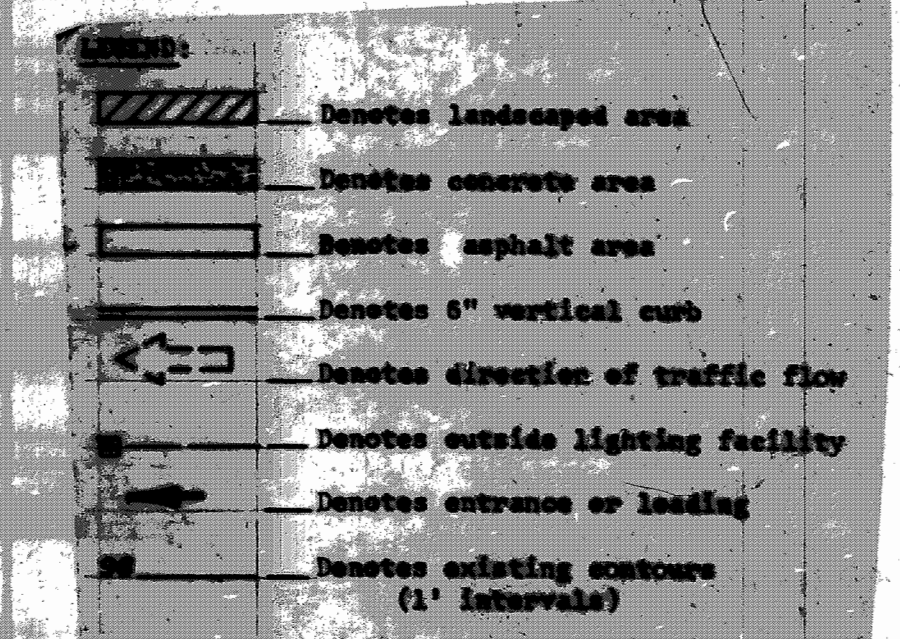 LEGEND:
Denotes landscaped area
Denotes concrete area
Denotes asphalt area
Denotes 6" vertical curb
Denotes direction of traffic flow
Denotes outside lighting facility
Denotes entrance or loading
Denotes existing contours
(1' Intervals)